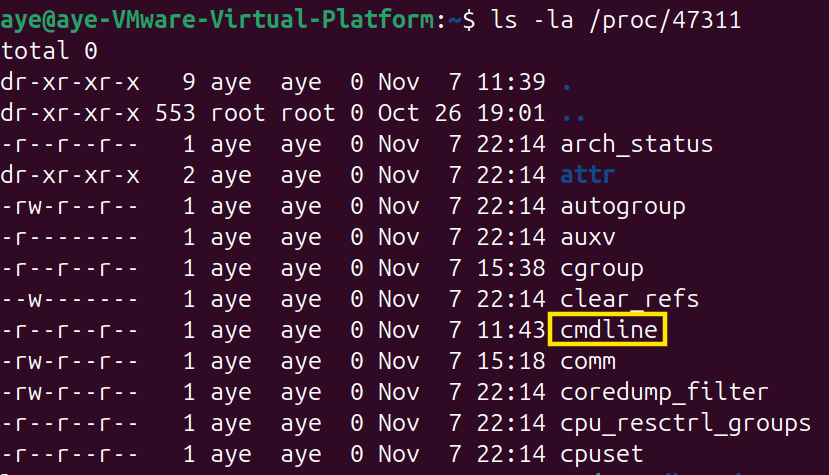 aye@aye-VMware-Virtual-Platform:~$ ls -la /proc/47311
total 0
dr-xr-xr-x   9 aye  aye  0 Nov  7 11:39 .
dr-xr-xr-x 553 root root 0 Oct 26 19:01 ..
-r--r--r--   1 aye  aye  0 Nov  7 22:14 arch_status
dr-xr-xr-x   2 aye  aye  0 Nov  7 22:14 attr
-rw-r--r--   1 aye  aye  0 Nov  7 22:14 autogroup
-r--------   1 aye  aye  0 Nov  7 22:14 auxv
-r--r--r--   1 aye  aye  0 Nov  7 15:38 cgroup
--w-------   1 aye  aye  0 Nov  7 22:14 clear_refs
-r--r--r--   1 aye  aye  0 Nov  7 11:43 cmdline
-rw-r--r--   1 aye  aye  0 Nov  7 15:18 comm
-rw-r--r--   1 aye  aye  0 Nov  7 22:14 coredump_filter
-r--r--r--   1 aye  aye  0 Nov  7 22:14 cpu_resctrl_groups
-r--r--r--   1 aye  aye  0 Nov  7 22:14 cpuset